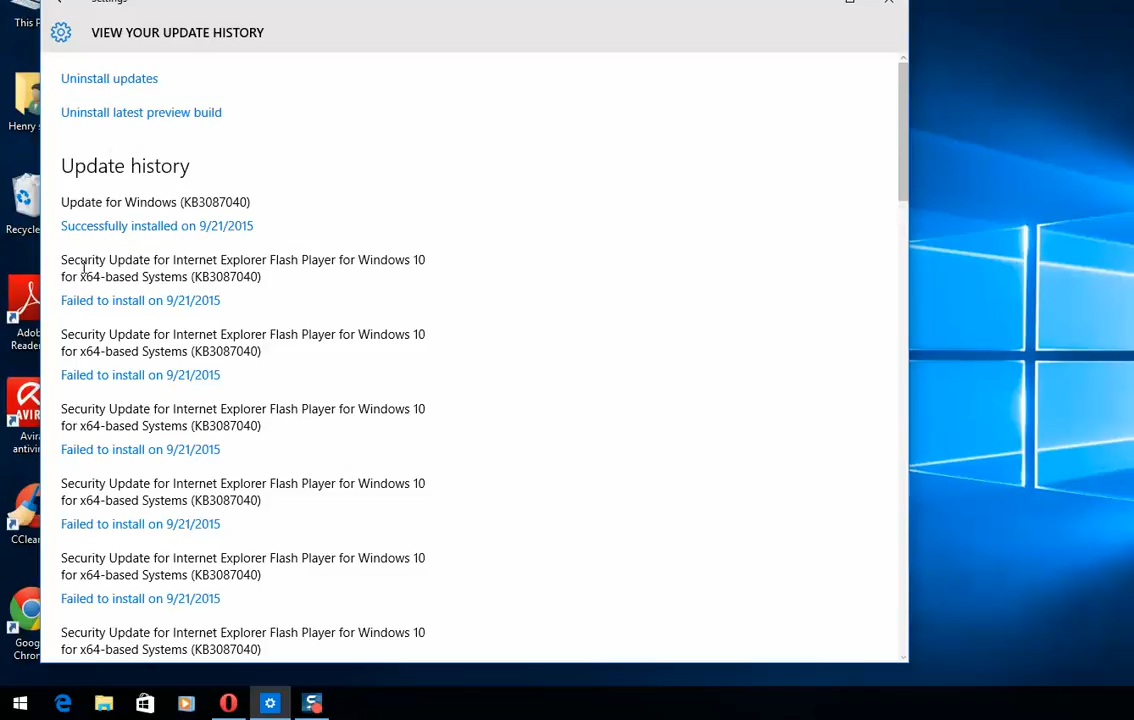 This P
VIEW YOUR UPDATE HISTORY
Uninstall updates
Uninstall latest preview build
Henry s
Update history
Update for Windows (KB3087040)
Successfully installed on 9/21/2015
Recycle
Security Update for Internet Explorer Flash Player for Windows 10
for x64-based Systems (KB3087040)
Failed to install on 9/21/2015
Adob
Reade
Security Update for Internet Explorer Flash Player for Windows 10
for x64-based Systems (KB3087040)
Failed to install on 9/21/2015
AVIR
Security Update for Internet Explorer Flash Player for Windows 10
for x64-based Systems (KB3087040)
Failed to install on 9/21/2015
Avira
antivir
Security Update for Internet Explorer Flash Player for Windows 10
for x64-based Systems (KB3087040)
Failed to install on 9/21/2015
CClean
Security Update for Internet Explorer Flash Player for Windows 10
for x64-based Systems (KB3087040)
Failed to install on 9/21/2015
Goog
Chron
Security Update for Internet Explorer Flash Player for Windows 10
for x64-based Systems (KB3087040)